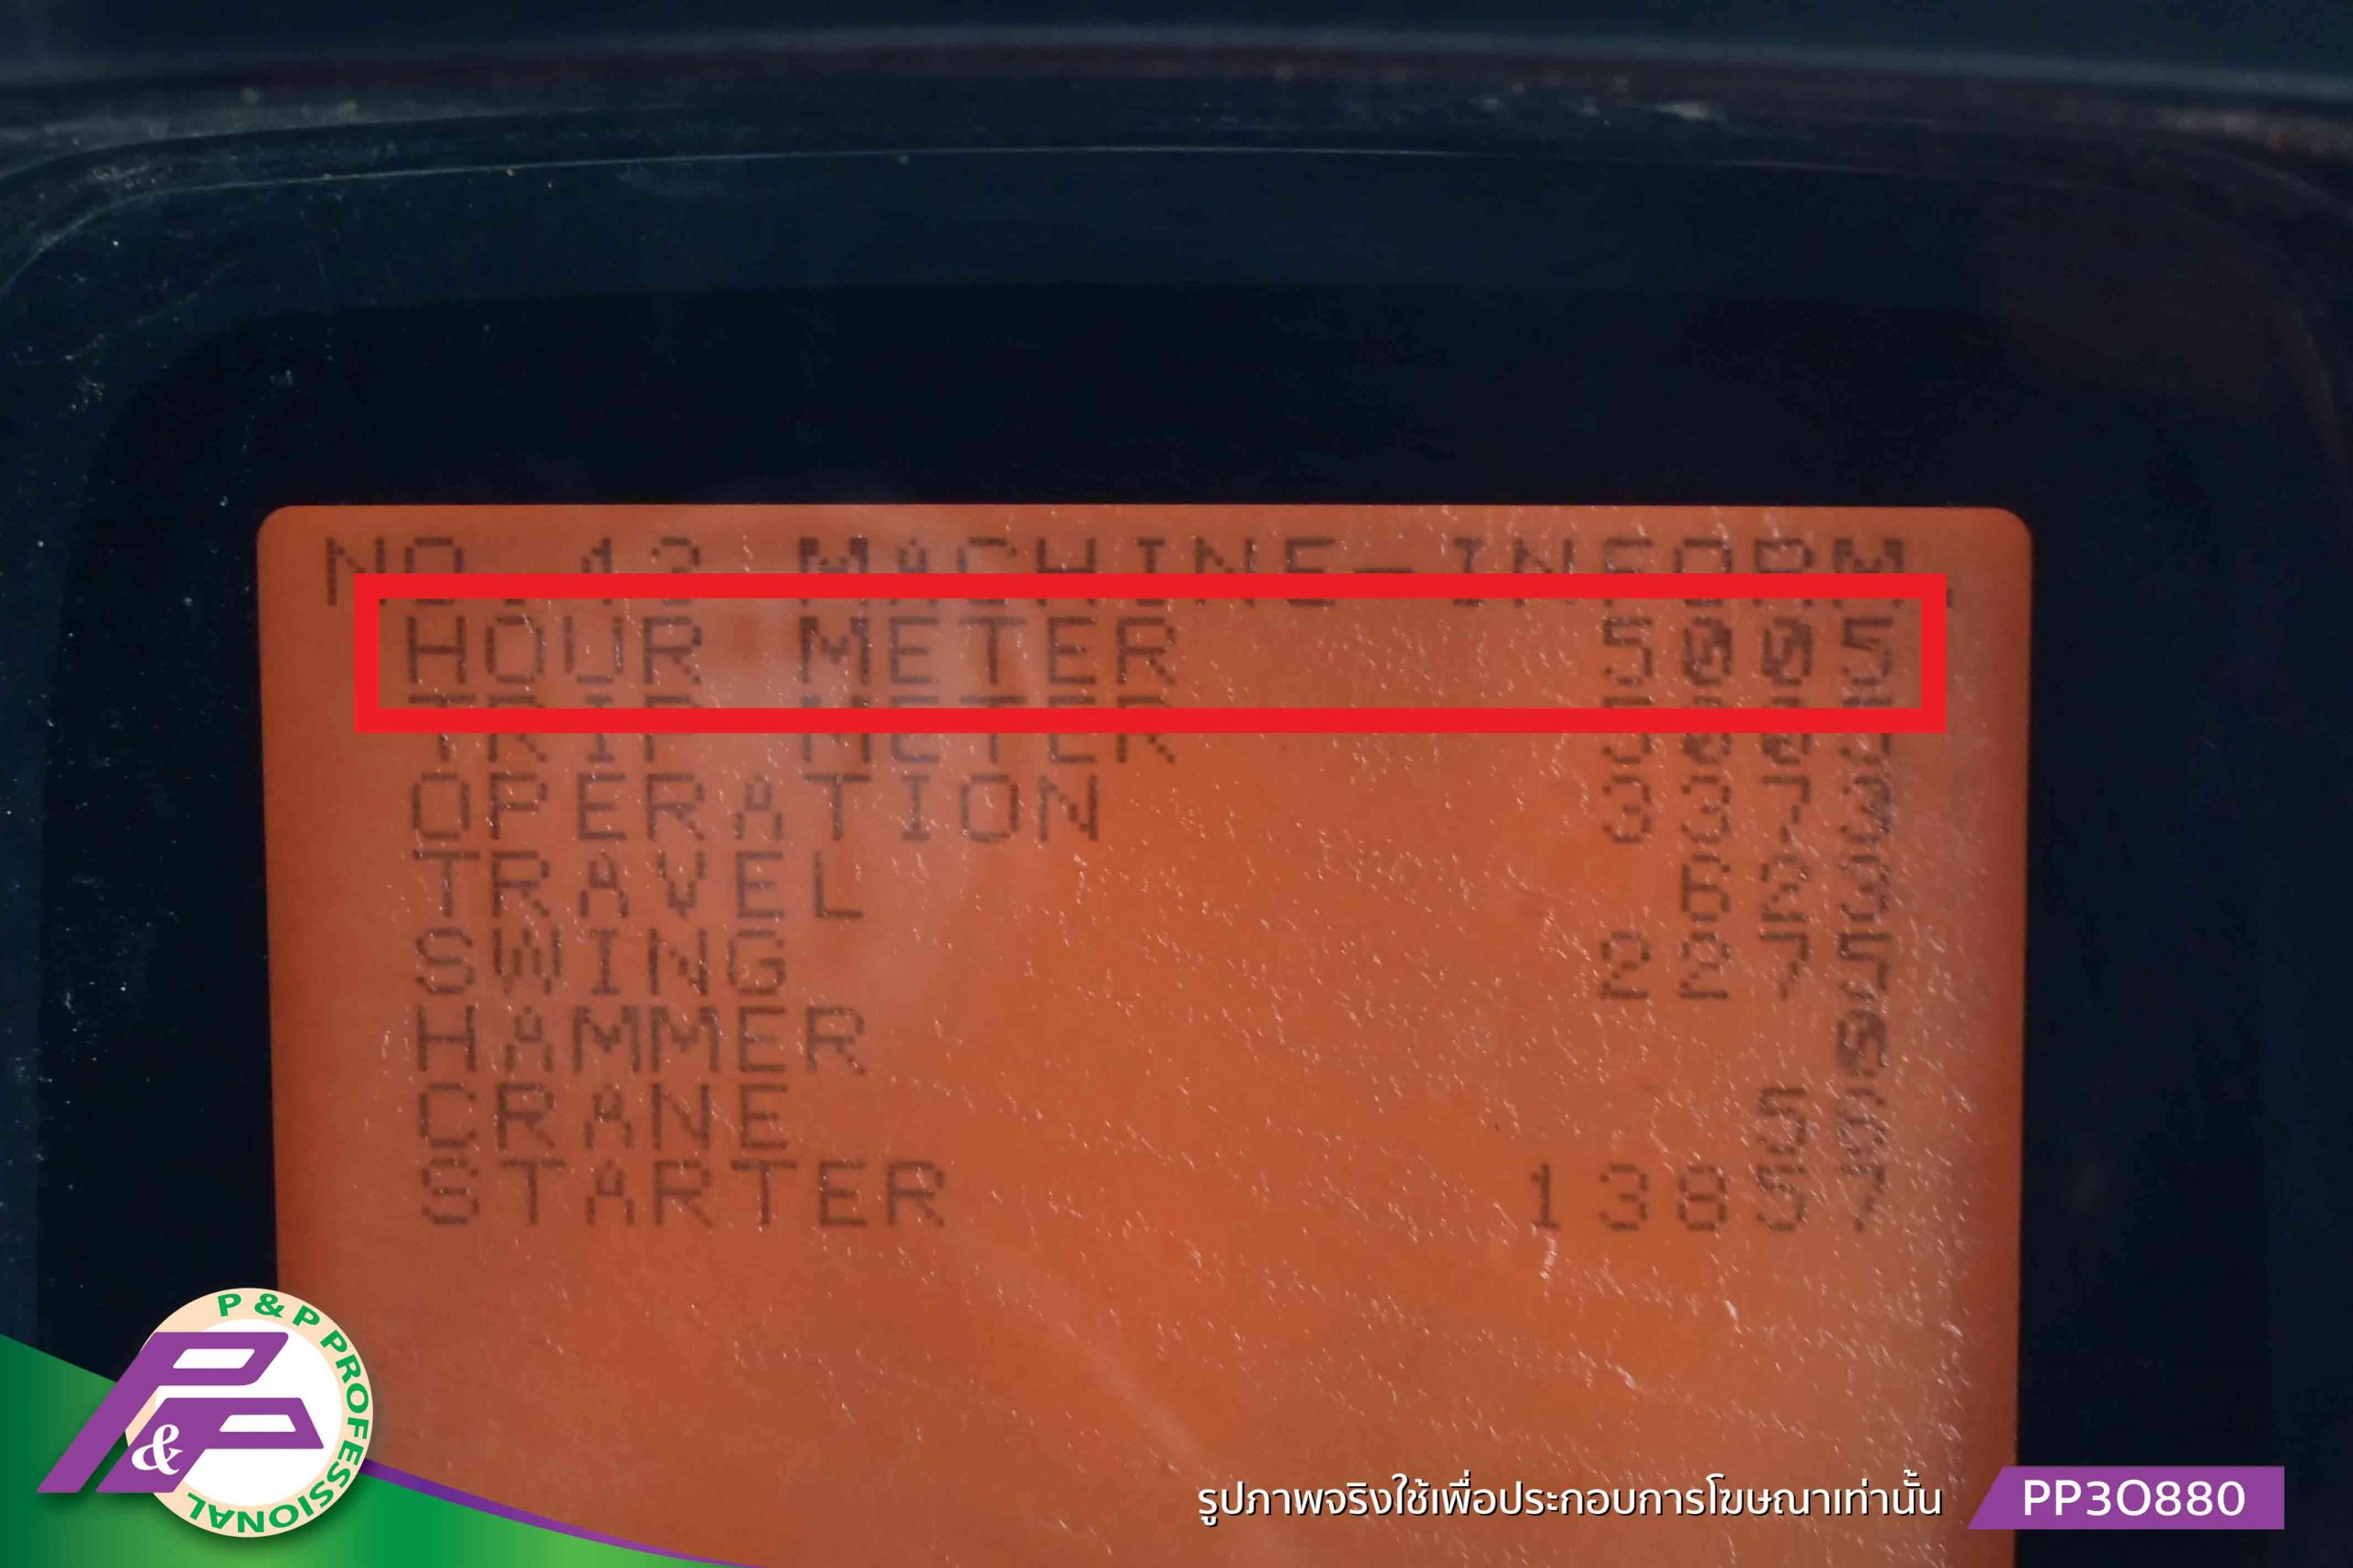 NO.43 MACHINE-INFORM.
HOUR METER 5005
TRIP METER
OPERATION 3373
TRAVEL 623
SWING 2275
HAMMER 0
CRANE 50
STARTER 13857
P & P PROFESSIONAL
P&P
รูปภาพจริงใช้เพื่อประกอบการโฆษณาเท่านั้น
PP30880